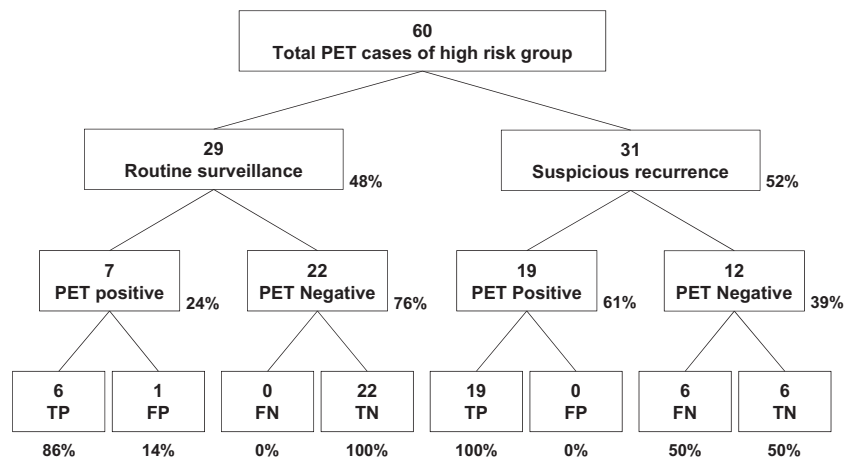 60
Total PET cases of high risk group
29
Routine surveillance
48%
31
Suspicious recurrence
52%
7
PET positive
24%
22
PET Negative
76%
19
PET Positive
61%
12
PET Negative
39%
6
TP
1
FP
0
FN
22
TN
19
TP
0
FP
6
FN
6
TN
86%
14%
0%
100%
100%
0%
50%
50%